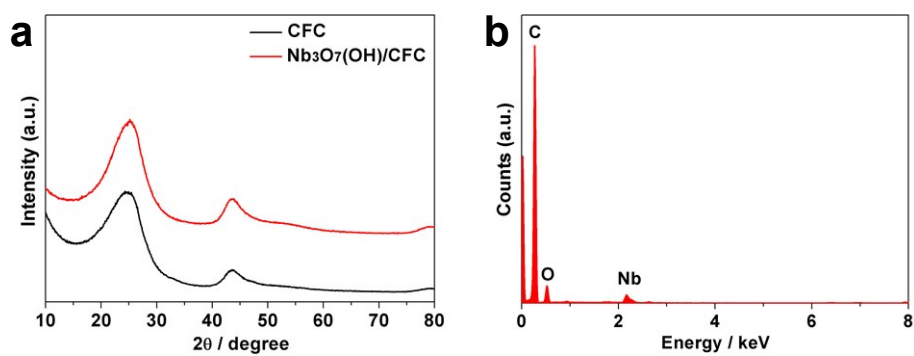 a
CFC
Nb3O7(OH)/CFC
Intensity (a.u.)
10 20 30 40 50 60 70 80
2θ / degree
b
C
O
Nb
Counts (a.u.)
0 2 4 6 8
Energy / keV